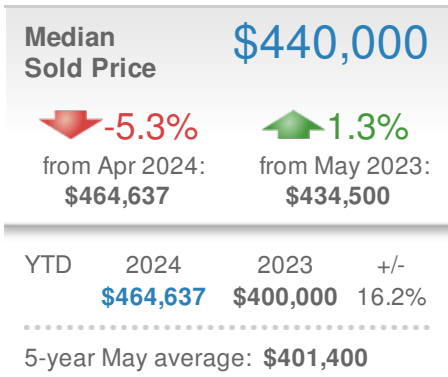 Median $440,000
Sold Price
-5.3% 1.3%
from Apr 2024: from May 2023:
$464,637 $434,500
YTD 2024 2023 +/-
$464,637 $400,000 16.2%
5-year May average: $401,400